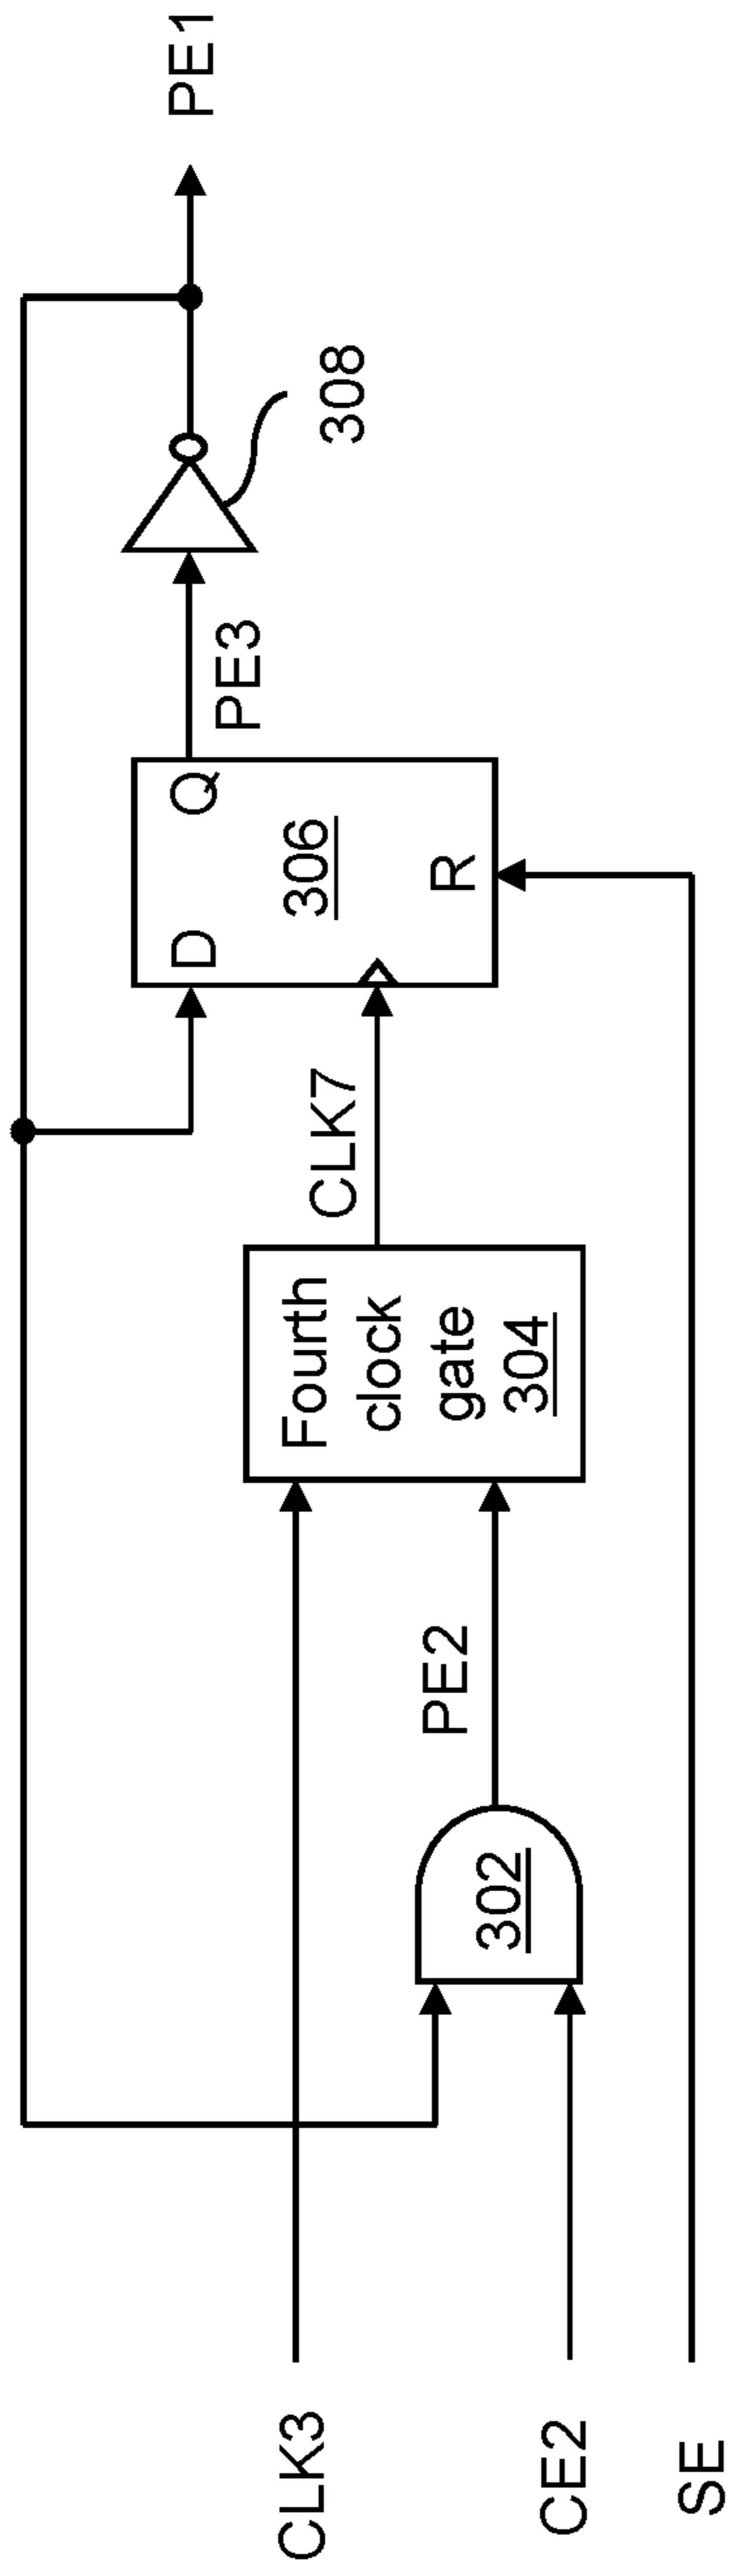 CLK3
CE2
SE
302
PE2
Fourth
clock
gate
304
CLK7
D
Q
306
R
PE3
308
PE1